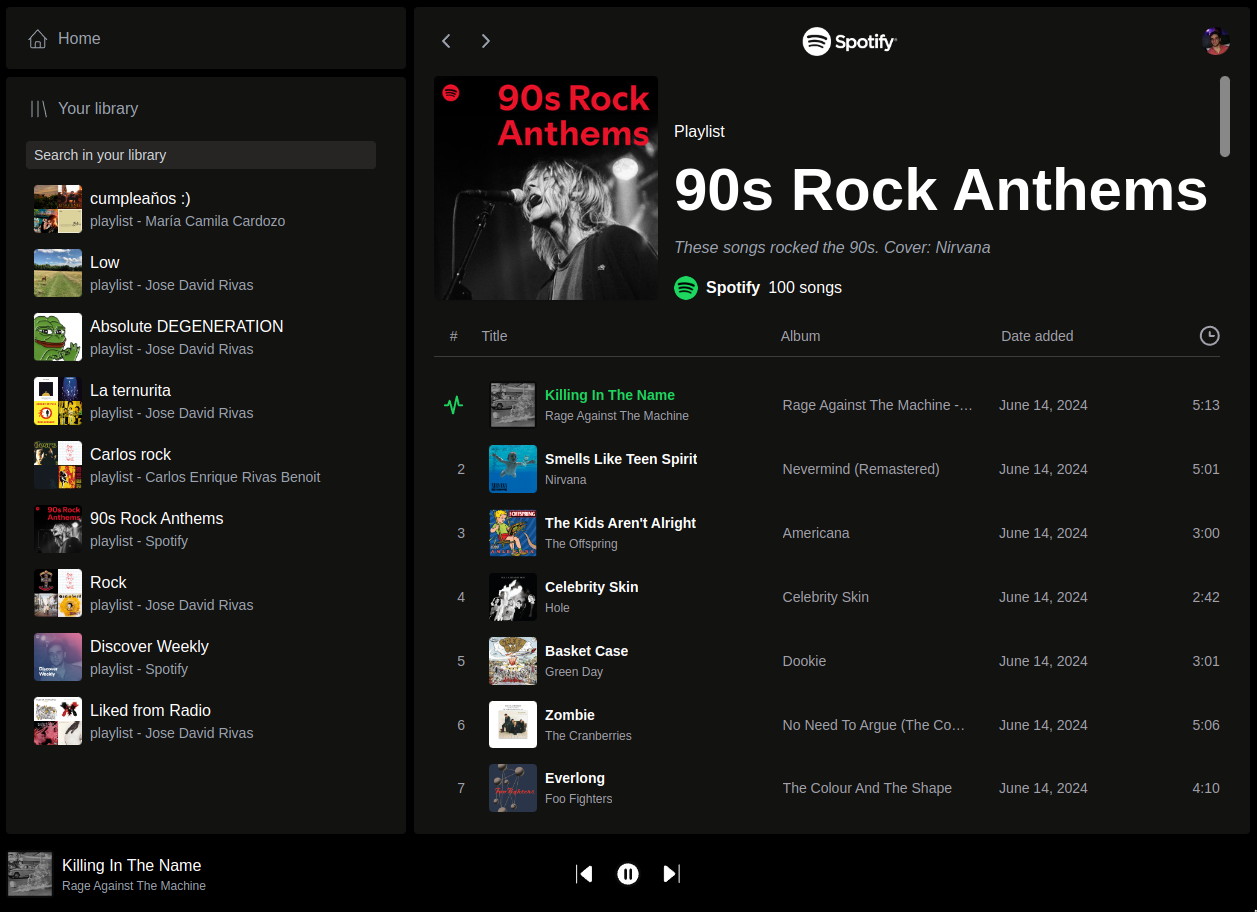 Home
Your library
Search in your library
cumpleaños :)
playlist - María Camila Cardozo
Low
playlist - Jose David Rivas
Absolute DEGENERATION
playlist - Jose David Rivas
La ternurita
playlist - Jose David Rivas
Carlos rock
playlist - Carlos Enrique Rivas Benoit
90s Rock Anthems
playlist - Spotify
Rock
playlist - Jose David Rivas
Discover Weekly
Discover Weekly
playlist - Spotify
Liked from Radio
playlist - Jose David Rivas
Spotify
90s Rock
Anthems
Playlist
90s Rock Anthems
These songs rocked the 90s. Cover: Nirvana
Spotify 100 songs
# Title Album Date added
Killing In The Name
Rage Against The Machine
Rage Against The Machine -… June 14, 2024 5:13
2 Smells Like Teen Spirit
Nirvana
Nevermind (Remastered) June 14, 2024 5:01
3 The Kids Aren't Alright
The Offspring
Americana June 14, 2024 3:00
4 Celebrity Skin
Hole
Celebrity Skin June 14, 2024 2:42
5 Basket Case
Green Day
Dookie June 14, 2024 3:01
6 Zombie
The Cranberries
No Need To Argue (The Co… June 14, 2024 5:06
7 Everlong
Foo Fighters
The Colour And The Shape June 14, 2024 4:10
Killing In The Name
Rage Against The Machine